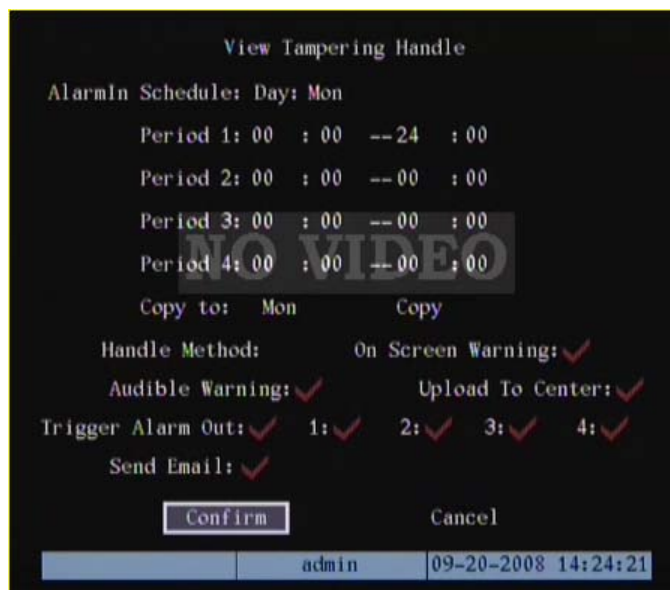 View Tampering Handle
AlarmIn Schedule: Day: Mon
Period 1: 00 : 00 --24 : 00
Period 2: 00 : 00 --00 : 00
Period 3: 00 : 00 --00 : 00
NO VIDEO
Period 4: 00 : 00 --00 : 00
Copy to: Mon Copy
Handle Method: On Screen Warning:
Audible Warning: Upload To Center:
Trigger Alarm Out: 1: 2: 3: 4:
Send Email:
Confirm Cancel
admin 09-20-2008 14:24:21